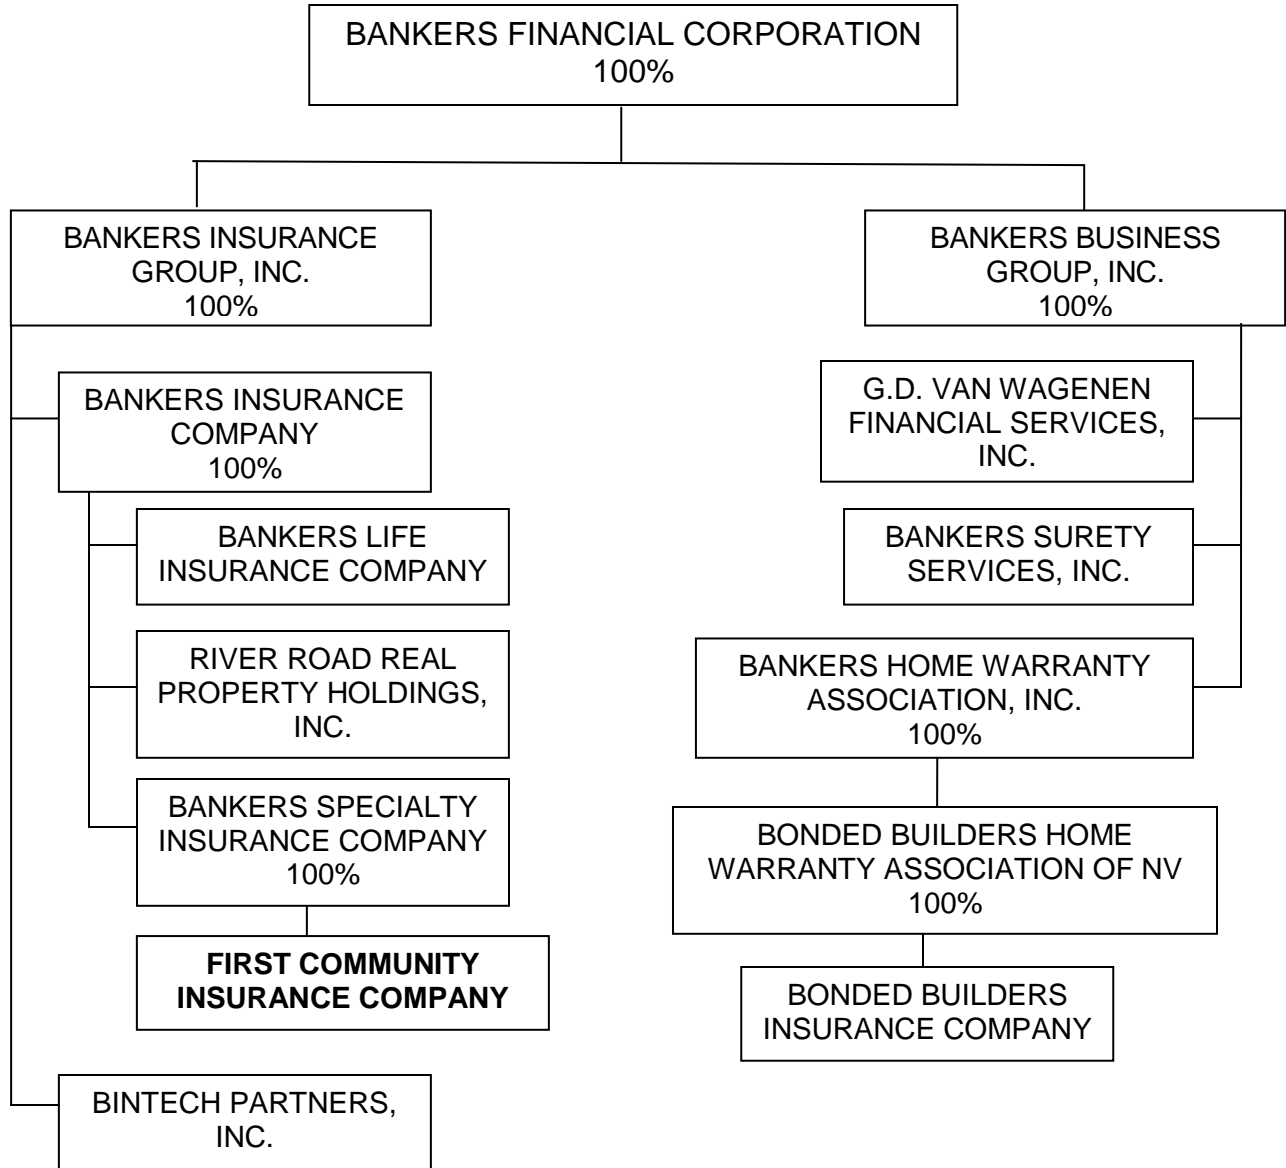 BANKERS FINANCIAL CORPORATION
100%
BANKERS INSURANCE
GROUP, INC.
100%
BANKERS BUSINESS
GROUP, INC.
100%
BANKERS INSURANCE
COMPANY
100%
G.D. VAN WAGENEN
FINANCIAL SERVICES,
INC.
BANKERS LIFE
INSURANCE COMPANY
BANKERS SURETY
SERVICES, INC.
RIVER ROAD REAL
PROPERTY HOLDINGS,
INC.
BANKERS HOME WARRANTY
ASSOCIATION, INC.
100%
BANKERS SPECIALTY
INSURANCE COMPANY
100%
BONDED BUILDERS HOME
WARRANTY ASSOCIATION OF NV
100%
FIRST COMMUNITY
INSURANCE COMPANY
BONDED BUILDERS
INSURANCE COMPANY
BINTECH PARTNERS,
INC.